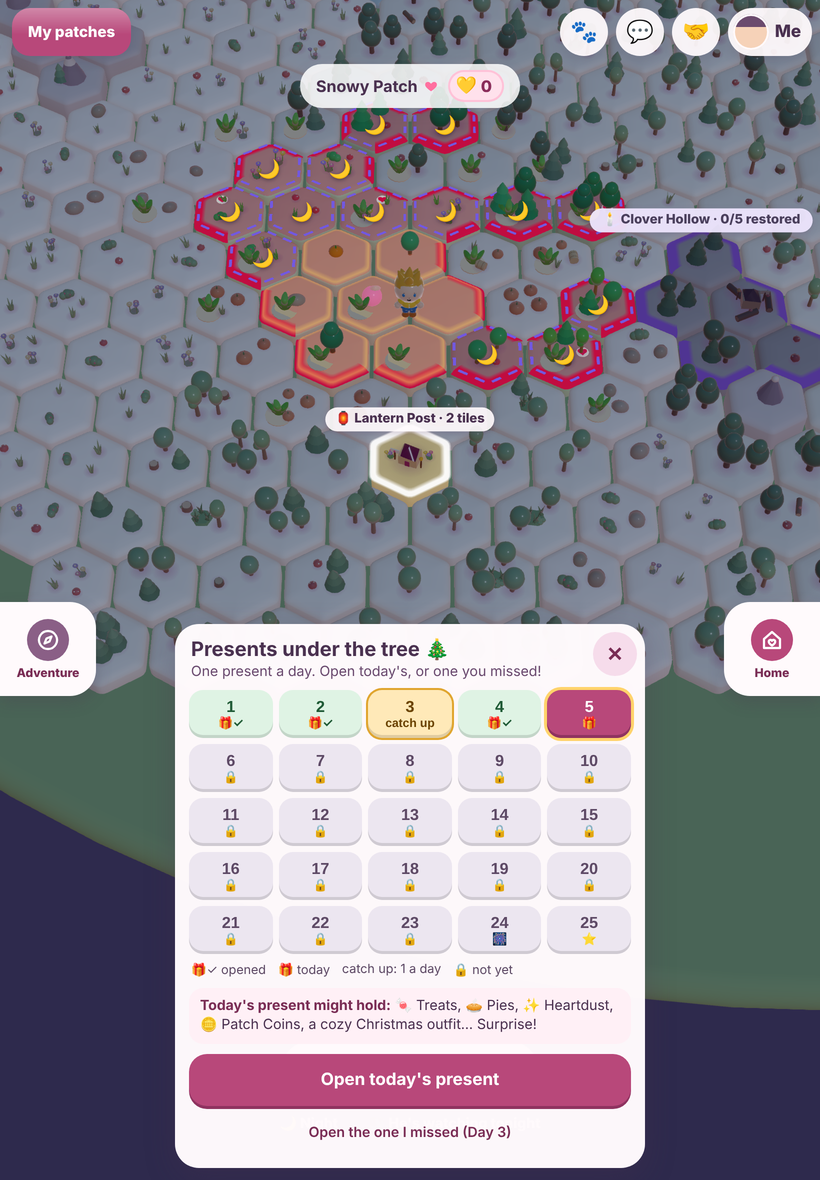 My patches
Me
Snowy Patch 💛 0
Clover Hollow · 0/5 restored
Lantern Post · 2 tiles
Adventure
Home
Presents under the tree
One present a day. Open today's, or one you missed!
1 2 3 4 5
catch up
6 7 8 9 10
11 12 13 14 15
16 17 18 19 20
21 22 23 24 25
✓ opened today catch up: 1 a day not yet
Today's present might hold: Treats, Pies, Heartdust,
Patch Coins, a cozy Christmas outfit... Surprise!
Open today's present
Open the one I missed (Day 3)